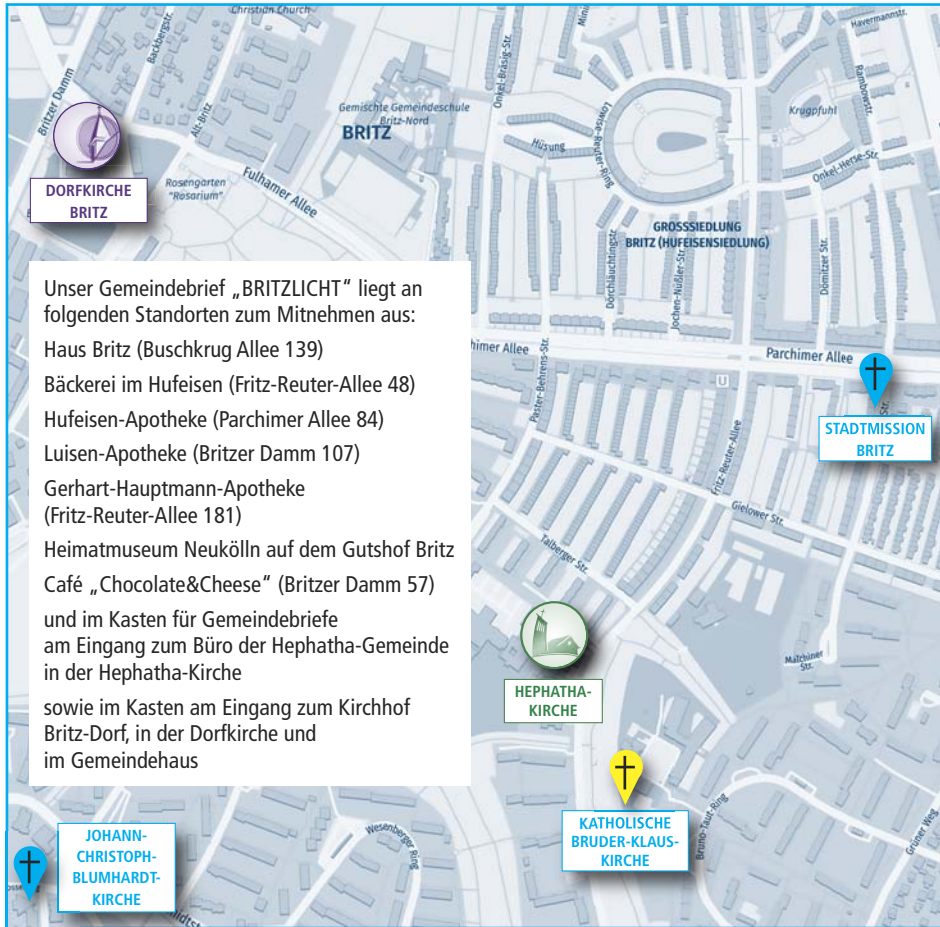 Christian Church
Backbergstr.
Britzer Damm
Alt-Britz
Gemischte Gemeindeschule
Britz-Nord
BRITZ
Onkel-Bräsig-Str.
Lowise-Reuter-Ring
Hüsung
Havermannstr.
Rambowstr.
Krugpfuhl
Onkel-Herse-Str.
DORFKIRCHE
BRITZ
Rosengarten
"Rosarium"
Fulhamer Allee
GROSSSIEDLUNG
BRITZ (HUFEISENSIEDLUNG)
Dörchläuchtingstr.
Jochen-Nüßler-Str.
Dömitzer Str.
Unser Gemeindebrief „BRITZLICHT“ liegt an
folgenden Standorten zum Mitnehmen aus:
Haus Britz (Buschkrug Allee 139)
Bäckerei im Hufeisen (Fritz-Reuter-Allee 48)
Hufeisen-Apotheke (Parchimer Allee 84)
Luisen-Apotheke (Britzer Damm 107)
Gerhart-Hauptmann-Apotheke
(Fritz-Reuter-Allee 181)
Heimatmuseum Neukölln auf dem Gutshof Britz
Café „Chocolate&Cheese“ (Britzer Damm 57)
und im Kasten für Gemeindebriefe
am Eingang zum Büro der Hephatha-Gemeinde
in der Hephatha-Kirche
sowie im Kasten am Eingang zum Kirchhof
Britz-Dorf, in der Dorfkirche und
im Gemeindehaus
himer Allee
Parchimer Allee
Paster-Behrens-Str.
U
Fritz-Reuter-Allee
Str.
STADTMISSION
BRITZ
Gielower Str.
Talberger Str.
Malchiner
Str.
HEPHATHA-
KIRCHE
KATHOLISCHE
BRUDER-KLAUS-
KIRCHE
Bruno-Taut-Ring
Grüner Weg
Wesenberger
Ring
JOHANN-
CHRISTOPH-
BLUMHARDT-
KIRCHE